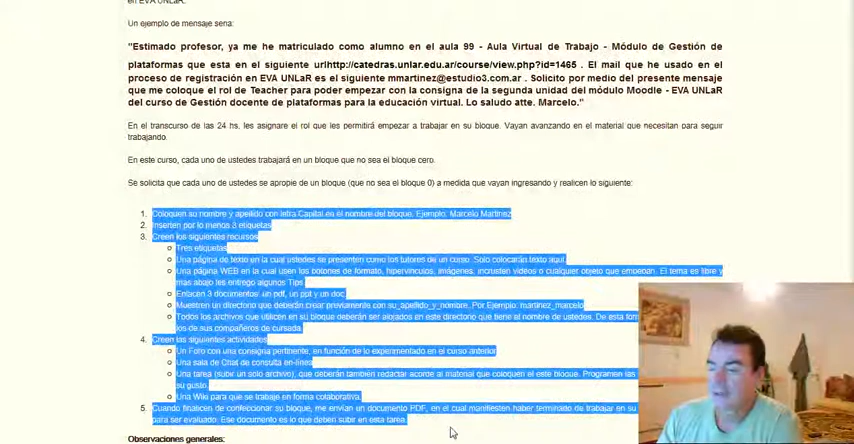 en EVA UNLaR.
Un ejemplo de mensaje sería:
"Estimado profesor, ya me he matriculado como alumno en el aula 99 - Aula Virtual de Trabajo - Módulo de Gestión de
plataformas que esta en el siguiente urlhttp://catedras.unlar.edu.ar/course/view.php?id=1465 . El mail que he usado en el
proceso de registración en EVA UNLaR es el siguiente mmartinez@estudio3.com.ar . Solicito por medio del presente mensaje
que me coloque el rol de Teacher para poder empezar con la consigna de la segunda unidad del módulo Moodle - EVA UNLaR
del curso de Gestión docente de plataformas para la educación virtual. Lo saludo atte. Marcelo."
En el transcurso de las 24 hs, les asignare el rol que les permitirá empezar a trabajar en su bloque. Vayan avanzando en el material que necesitan para seguir
trabajando.
En este curso, cada uno de ustedes trabajará en un bloque que no sea el bloque cero.
Se solicita que cada uno de ustedes se apropie de un bloque (que no sea el bloque 0) a medida que vayan ingresando y realicen lo siguiente:
1. Coloquen su nombre y apellido con letra Capital en el nombre del bloque. Ejemplo: Marcelo Martinez
2. Inserten por lo menos 3 etiquetas
3. Creen los siguientes recursos
Tres etiquetas
Una página de texto en la cual ustedes se presenten como los tutores de un curso. Solo colocarán texto aquí.
Una página WEB en la cual usen los botones de formato, hipervínculos, imágenes, incrusten videos o cualquier objeto que embeban. El tema es libre y
mas abajo les entrego algunos Tips
Enlacen 3 documentos: un pdf, un ppt y un doc
Muestren un directorio que deberán crear previamente con su_apellido_y_nombre. Por Ejemplo: martinez_marcelo
Todos los archivos que utilicen en su bloque deberán ser alojados en este directorio que tiene el nombre de ustedes. De esta form
los de sus compañeros de cursada.
4. Creen las siguientes actividades
Un Foro con una consigna pertinente, en función de lo experimentado en el curso anterior
Una sala de Chat de consulta en-línea
Una tarea (subir un solo archivo), que deberán también redactar acorde al material que coloquen el este bloque. Programen las
su gusto.
Una Wiki para que se trabaje en forma colaborativa.
5. Cuando finalicen de confeccionar su bloque, me envían un documento PDF, en el cual manifiesten haber terminado de trabajar en su
para ser evaluado. Ese documento es lo que deben subir en esta tarea.
Observaciones generales: